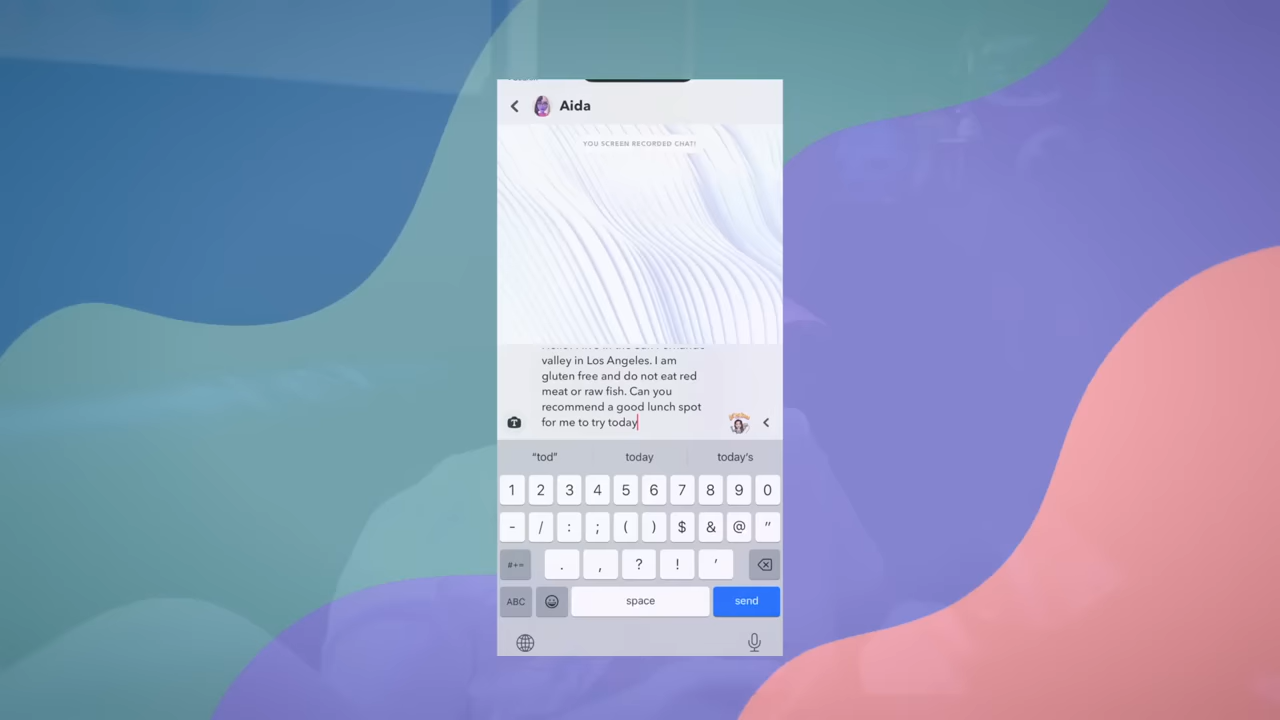 Aida
YOU SCREEN RECORDED CHAT!
valley in Los Angeles. I am
gluten free and do not eat red
meat or raw fish. Can you
recommend a good lunch spot
for me to try today
“tod” today today's
1 2 3 4 5 6 7 8 9 0
- / : ; ( ) $ & @ "
#+= . , ? ! '
ABC space send